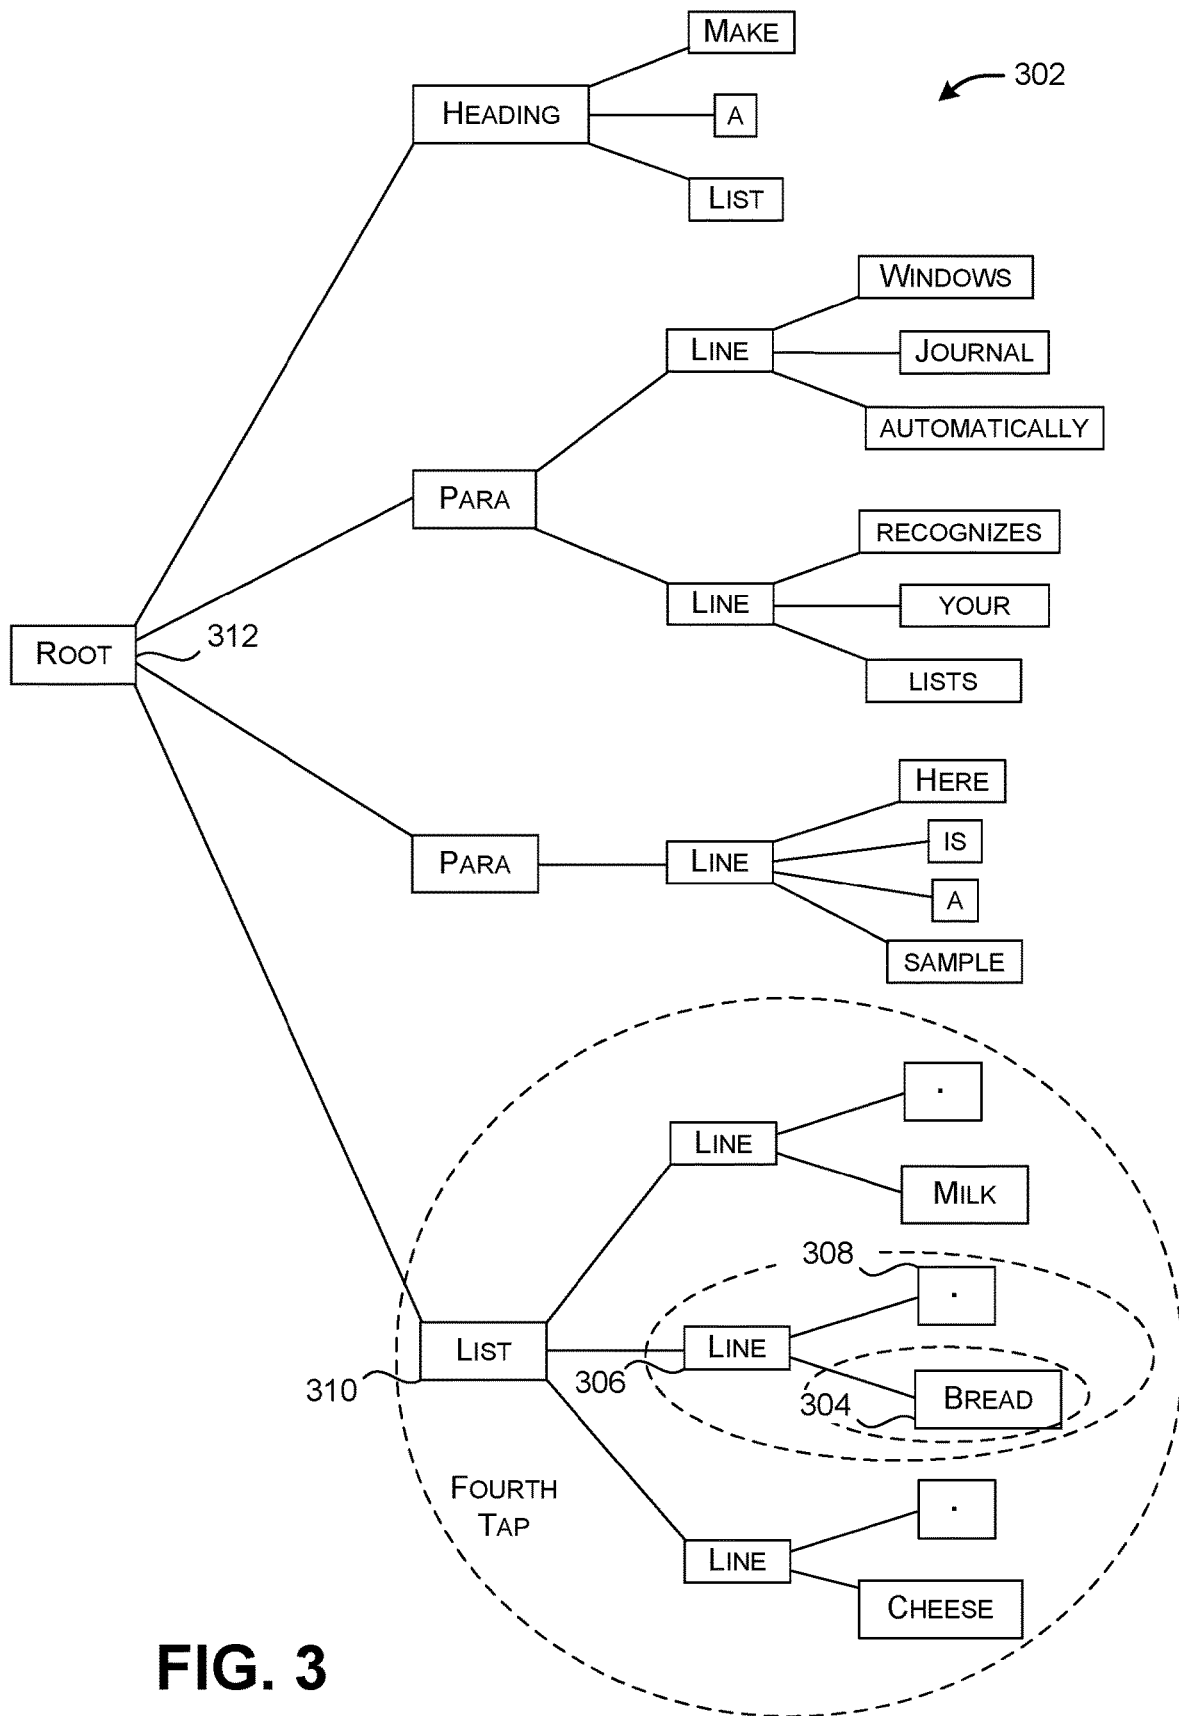 MAKE
302
HEADING
A
LIST
WINDOWS
LINE
JOURNAL
AUTOMATICALLY
PARA
RECOGNIZES
LINE
YOUR
ROOT
312
LISTS
HERE
IS
PARA
LINE
A
SAMPLE
·
LINE
MILK
308
·
LIST
LINE
310
306
304
BREAD
FOURTH
TAP
·
LINE
CHEESE
FIG. 3